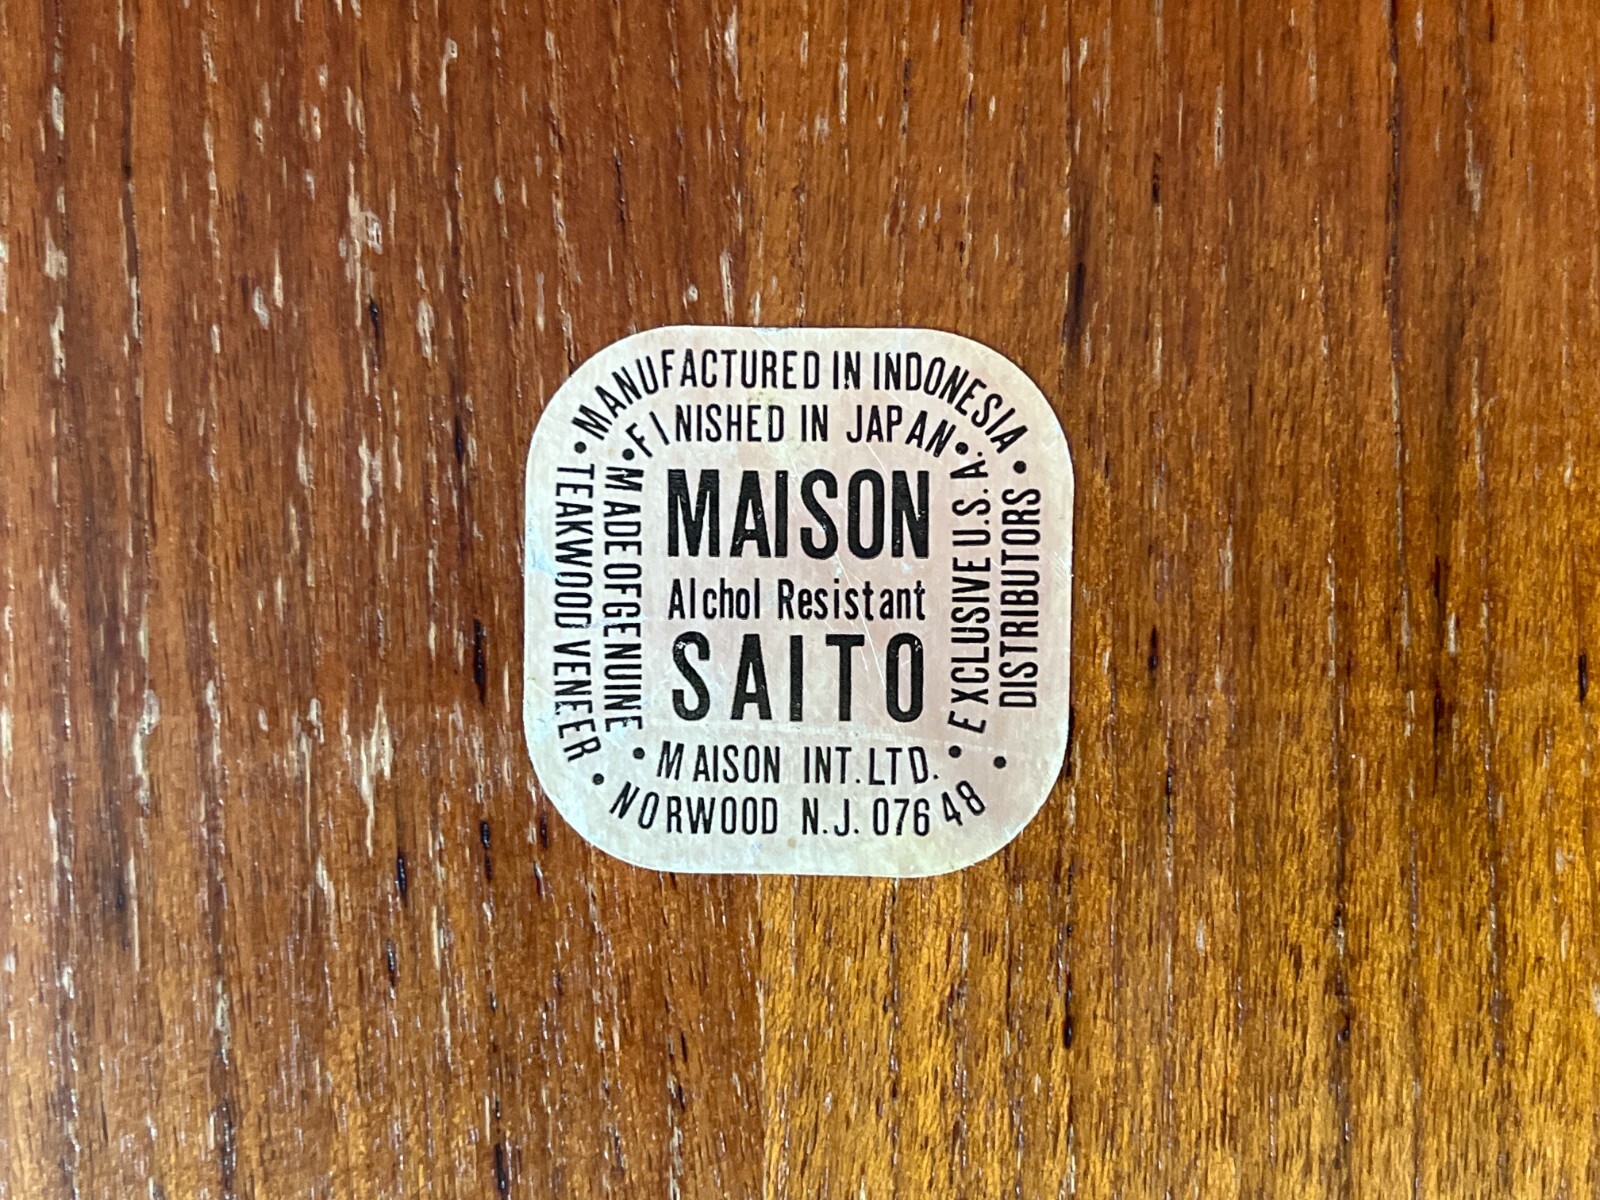 MANUFACTURED IN INDONESIA
FINISHED IN JAPAN
MAISON
Alchol Resistant
SAITO
MAISON INT. LTD.
NORWOOD N.J. 07648
MADE OF GENUINE
TEAKWOOD VENEER
EXCLUSIVE U.S.A.
DISTRIBUTORS